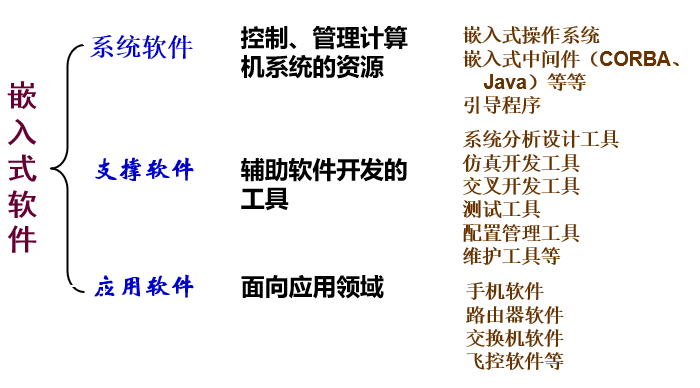 嵌入式软件
系统软件
控制、管理计算
机系统的资源
嵌入式操作系统
嵌入式中间件（CORBA、
Java）等等
引导程序
支撑软件
辅助软件开发的
工具
系统分析设计工具
仿真开发工具
交叉开发工具
测试工具
配置管理工具
维护工具等
应用软件
面向应用领域
手机软件
路由器软件
交换机软件
飞控软件等